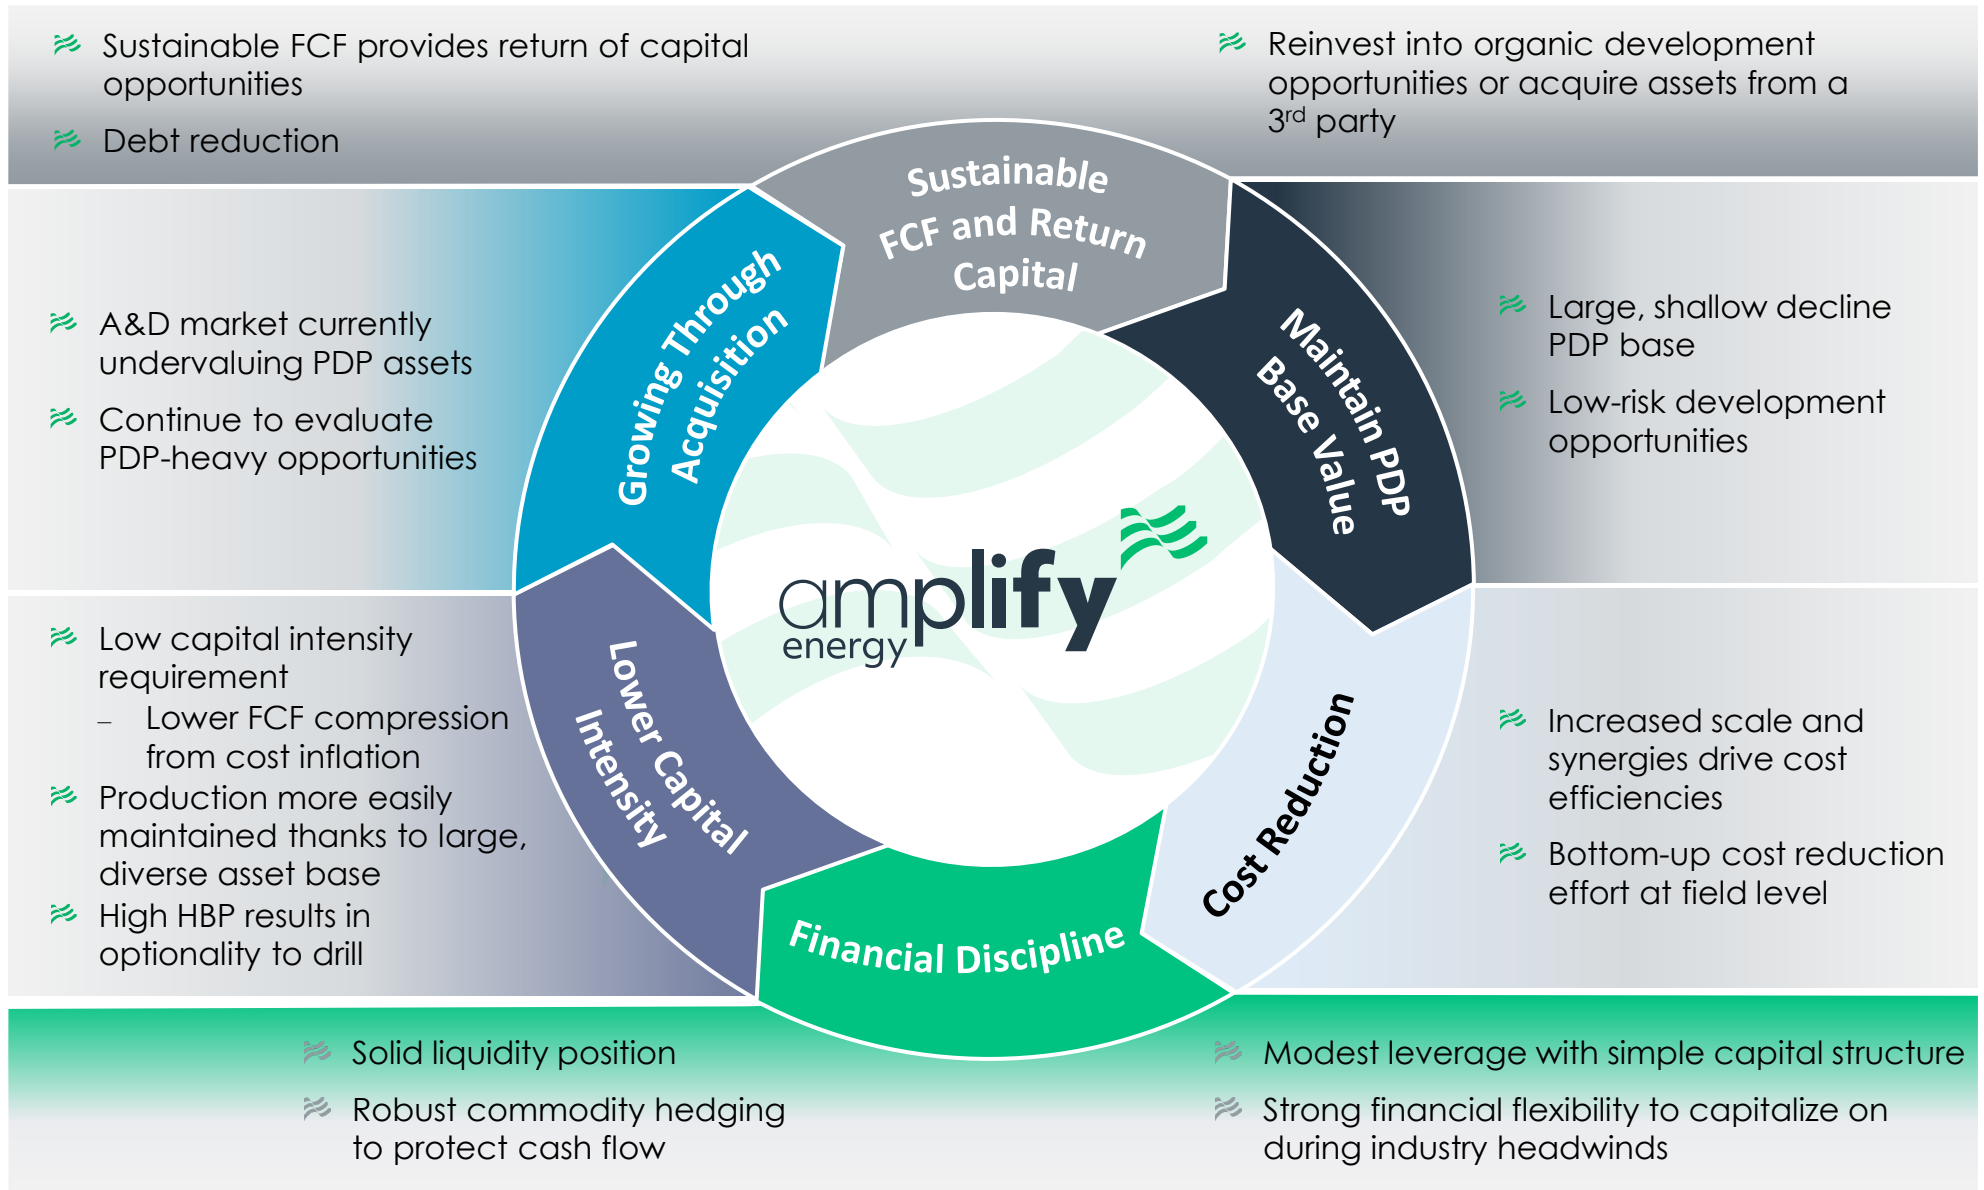 Sustainable FCF provides return of capital
opportunities
Debt reduction
Reinvest into organic development
opportunities or acquire assets from a
3rd party
Sustainable
FCF and Return
Capital
Growing Through
Acquisition
Maintain PDP
Base Value
A&D market currently
undervaluing PDP assets
Continue to evaluate
PDP-heavy opportunities
Large, shallow decline
PDP base
Low-risk development
opportunities
amplify
energy
Low capital intensity
requirement
– Lower FCF compression
from cost inflation
Production more easily
maintained thanks to large,
diverse asset base
High HBP results in
optionality to drill
Lower Capital
Intensity
Cost Reduction
Increased scale and
synergies drive cost
efficiencies
Bottom-up cost reduction
effort at field level
Financial Discipline
Solid liquidity position
Robust commodity hedging
to protect cash flow
Modest leverage with simple capital structure
Strong financial flexibility to capitalize on
during industry headwinds